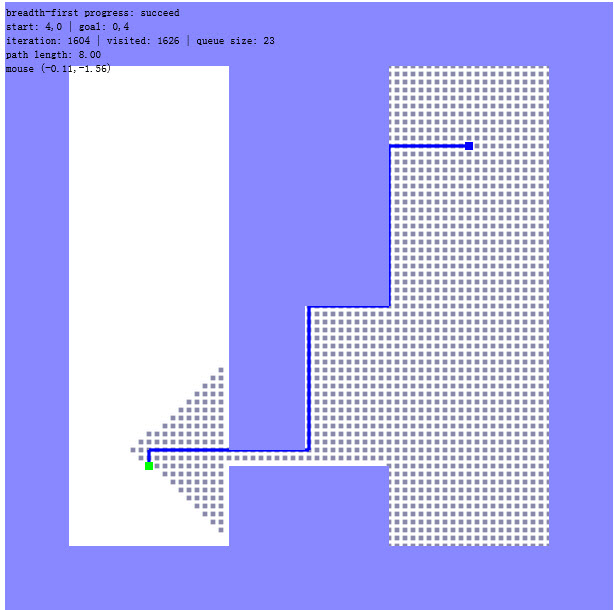 breadth-first progress: succeed
start: 4,0 | goal: 0,4
iteration: 1604 | visited: 1626 | queue size: 23
path length: 8.00
mouse (-0.11,-1.56)